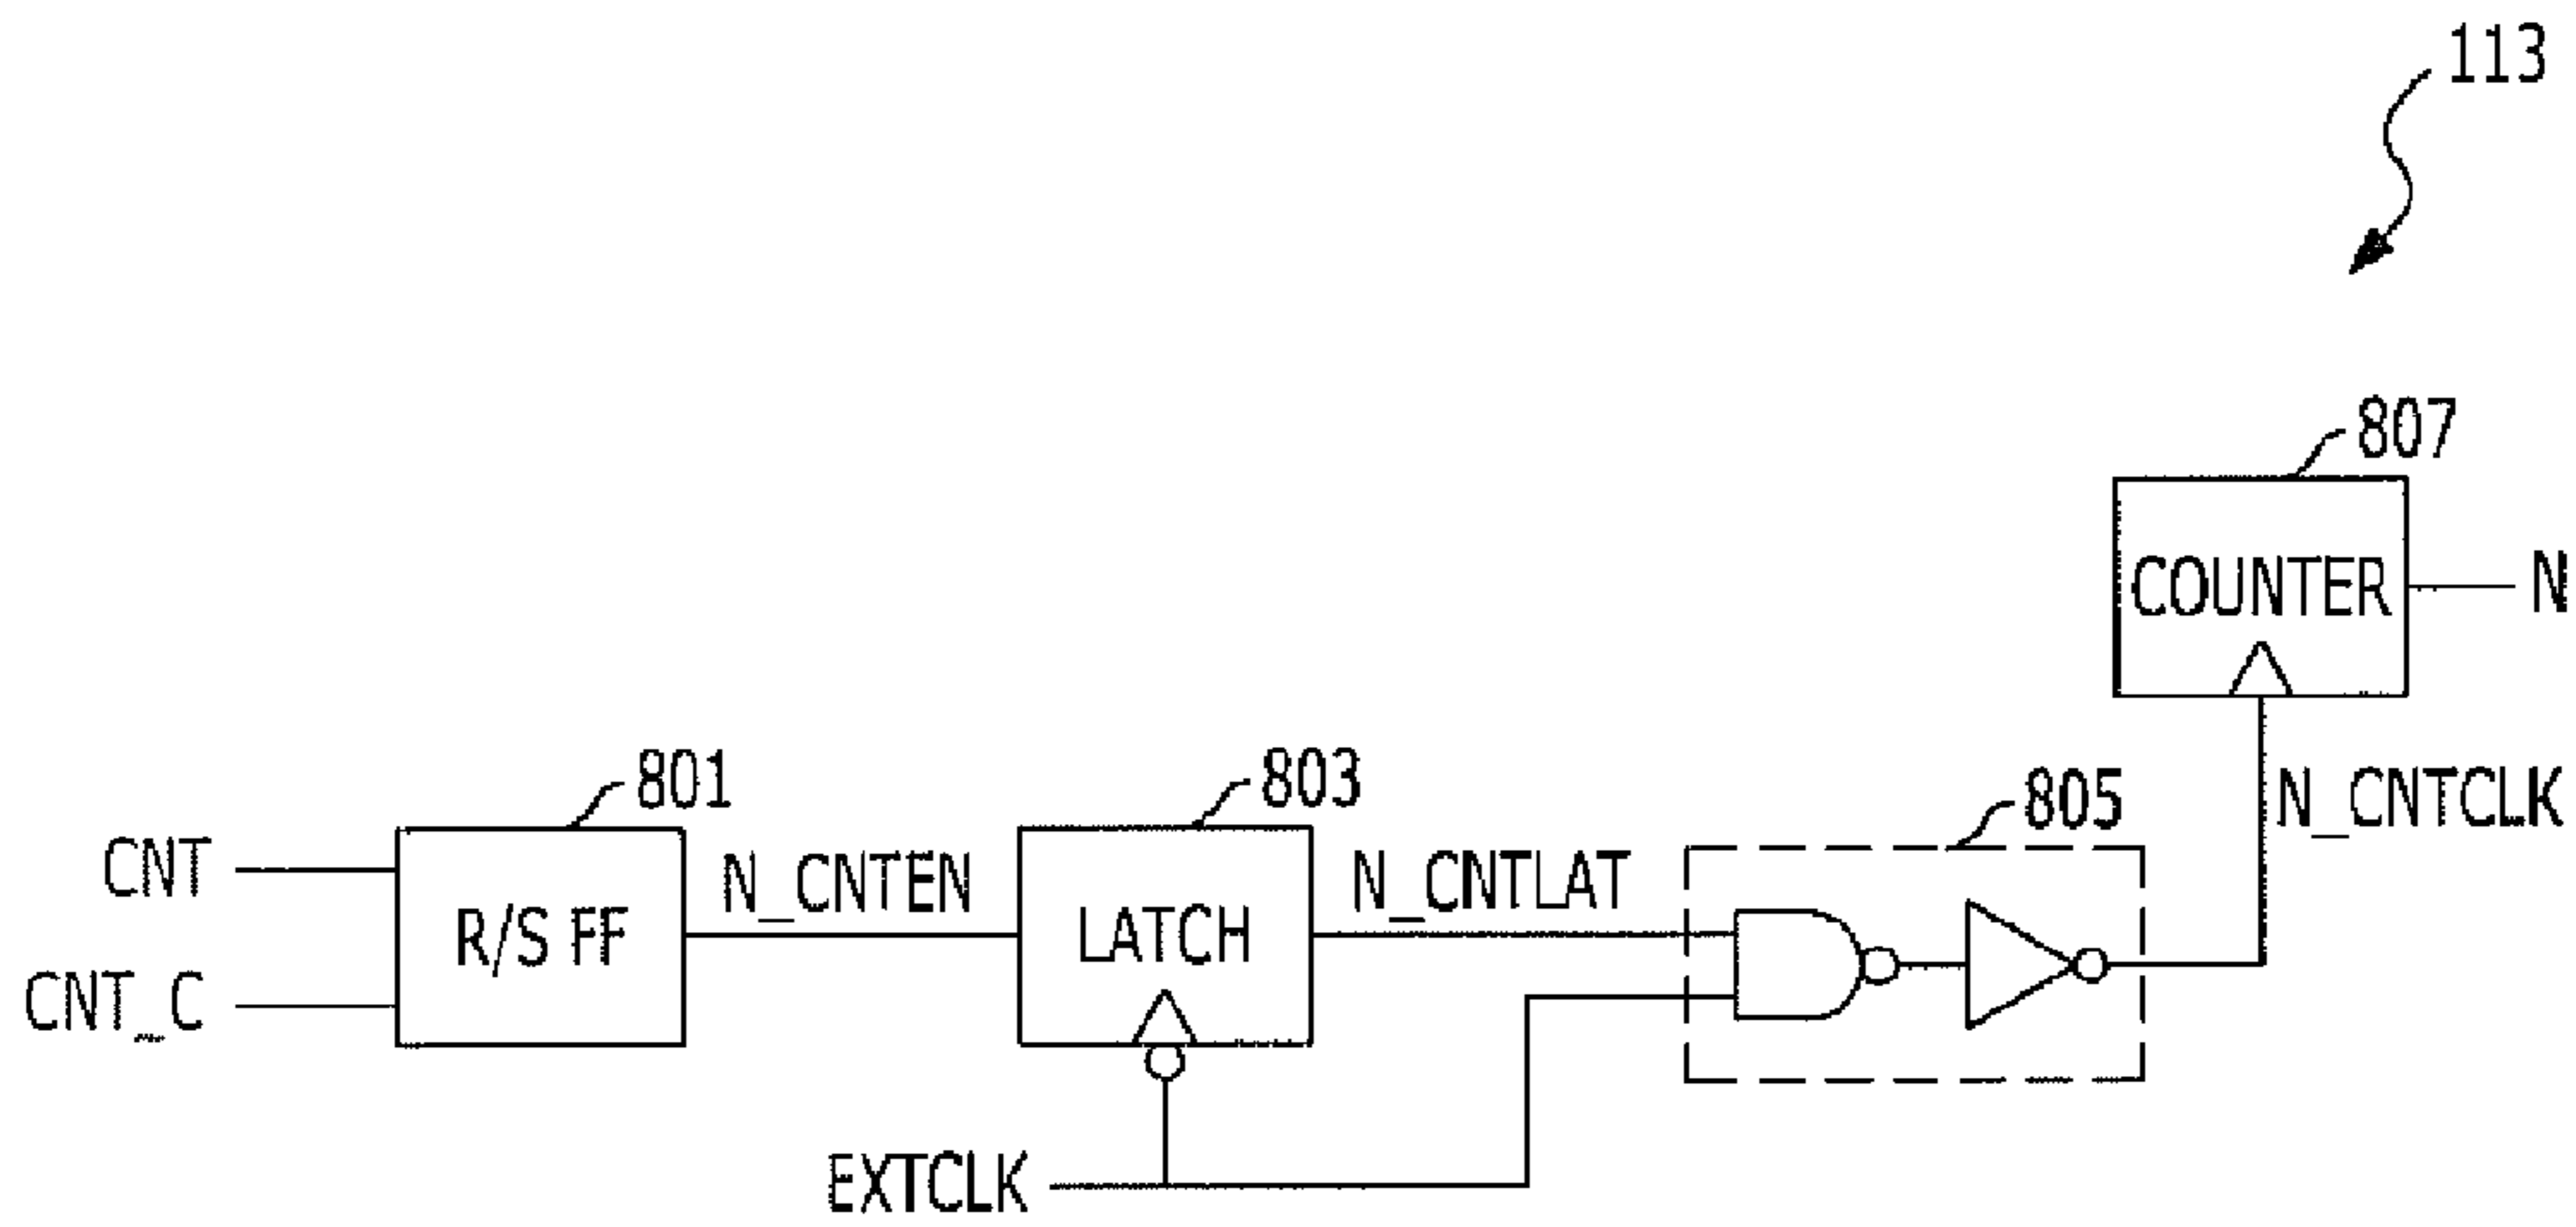 113
807
COUNTER
N
801
803
805
N_CNTCLK
CNT
N_CNTEN
N_CNTLAT
R/S FF
LATCH
CNT_C
EXTCLK